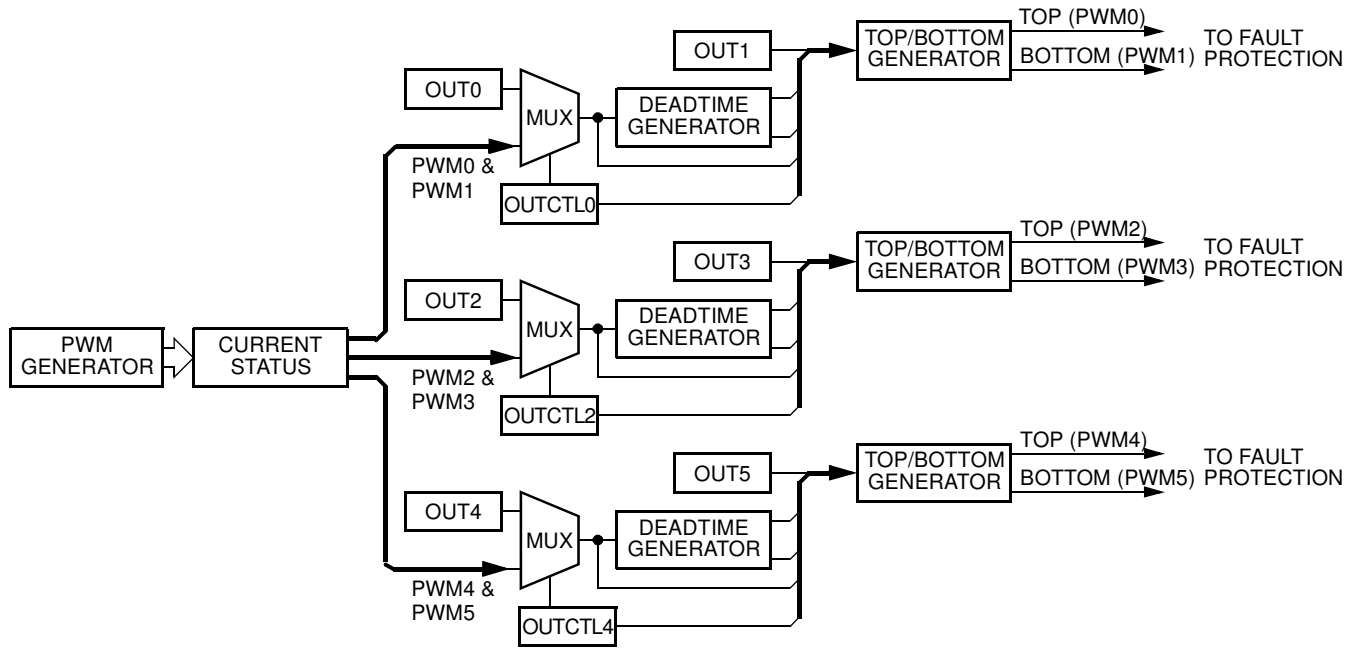 OUT1
TOP/BOTTOM
GENERATOR
TOP (PWM0)
BOTTOM (PWM1)
TO FAULT
PROTECTION
OUT0
MUX
DEADTIME
GENERATOR
PWM0 &
PWM1
OUTCTL0
OUT3
TOP/BOTTOM
GENERATOR
TOP (PWM2)
BOTTOM (PWM3)
TO FAULT
PROTECTION
OUT2
MUX
DEADTIME
GENERATOR
PWM
GENERATOR
CURRENT
STATUS
PWM2 &
PWM3
OUTCTL2
OUT5
TOP/BOTTOM
GENERATOR
TOP (PWM4)
BOTTOM (PWM5)
TO FAULT
PROTECTION
OUT4
MUX
DEADTIME
GENERATOR
PWM4 &
PWM5
OUTCTL4